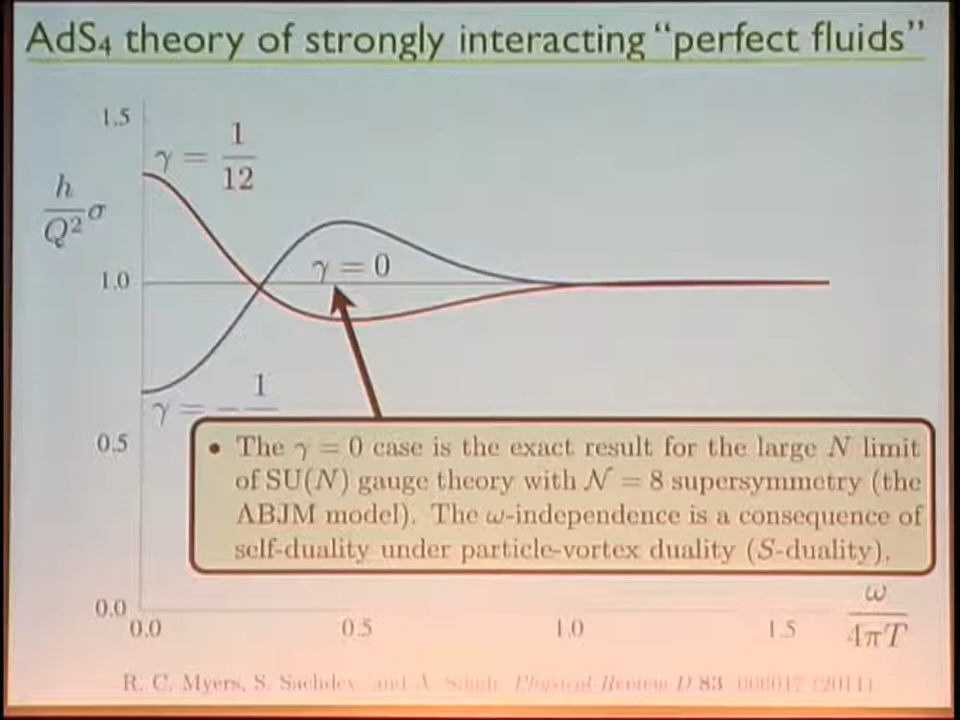 AdS₄ theory of strongly interacting “perfect fluids”
1.5
γ = 1/12
h/Q² σ
γ = 0
1.0
γ = − 1
0.5
• The γ = 0 case is the exact result for the large N limit
of SU(N) gauge theory with 𝒩 = 8 supersymmetry (the
ABJM model). The ω-independence is a consequence of
self-duality under particle-vortex duality (S-duality).
0.0
0.0 0.5 1.0 1.5 ω/4πT
R. C. Myers, S. Sachdev, and A. Singh, Physical Review D 83,